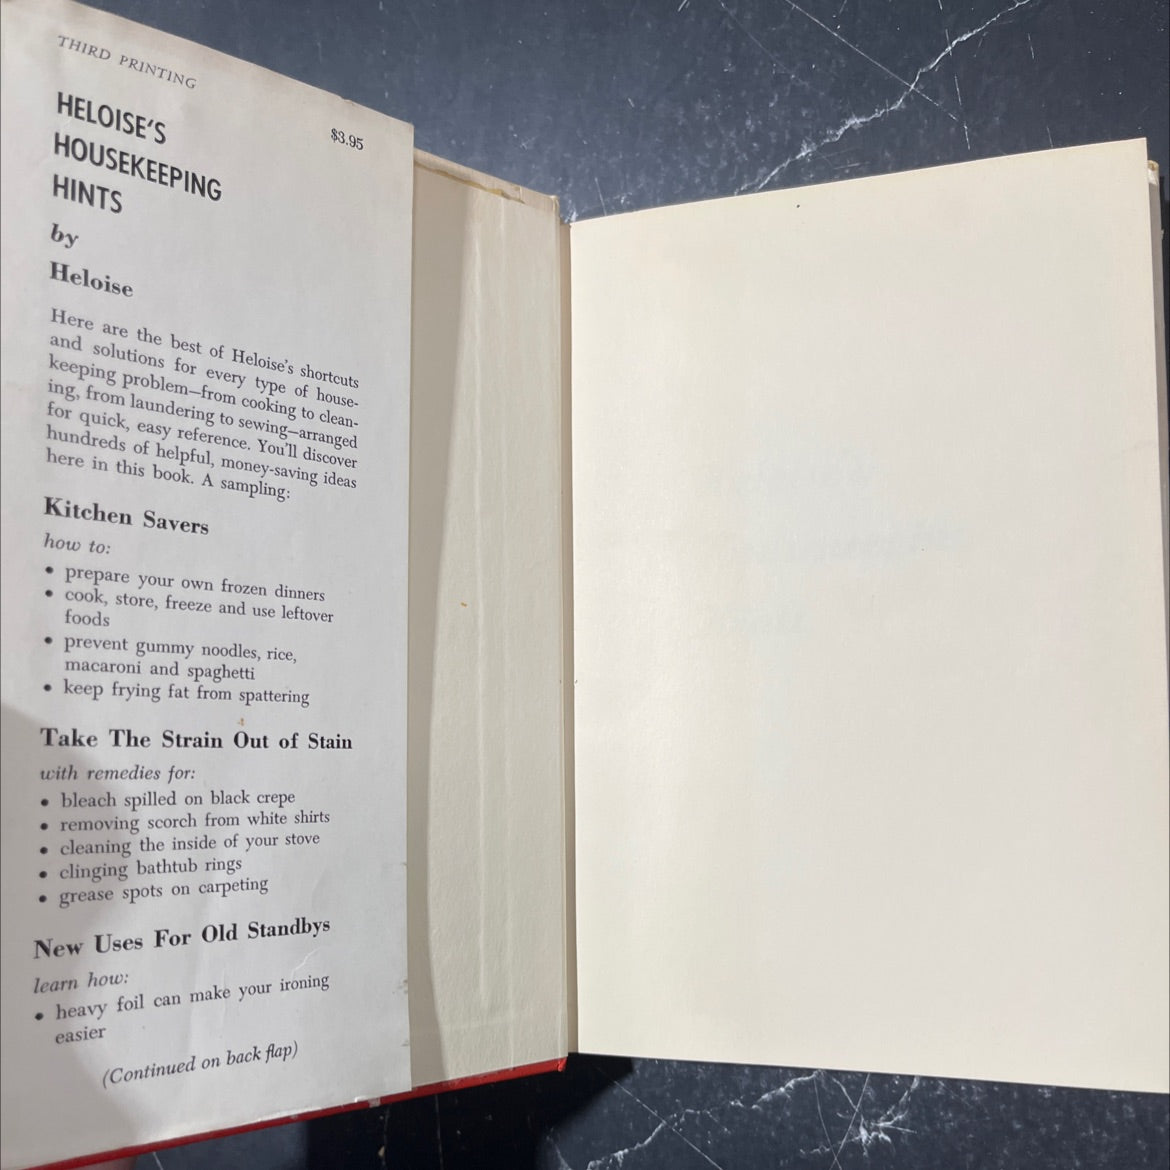 THIRD PRINTING
$3.95
HELOISE'S
HOUSEKEEPING
HINTS
by
Heloise
Here are the best of Heloise's shortcuts
and solutions for every type of house-
keeping problem—from cooking to clean-
ing, from laundering to sewing—arranged
for quick, easy reference. You'll discover
hundreds of helpful, money-saving ideas
here in this book. A sampling:
Kitchen Savers
how to:
• prepare your own frozen dinners
• cook, store, freeze and use leftover
foods
• prevent gummy noodles, rice,
macaroni and spaghetti
• keep frying fat from spattering
Take The Strain Out of Stain
with remedies for:
• bleach spilled on black crepe
• removing scorch from white shirts
• cleaning the inside of your stove
• clinging bathtub rings
• grease spots on carpeting
New Uses For Old Standbys
learn how:
• heavy foil can make your ironing
easier
(Continued on back flap)